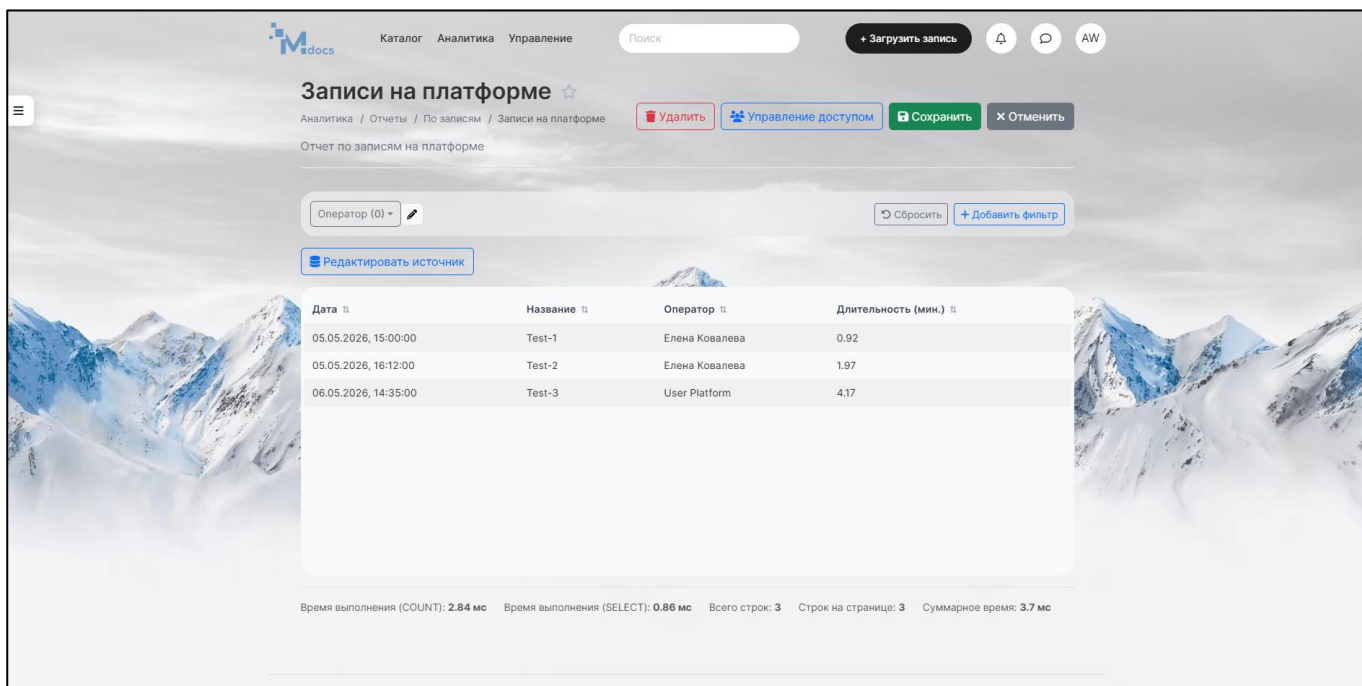 Mdocs
Каталог Аналитика Управление Поиск + Загрузить запись AW
Записи на платформе
Аналитика / Отчеты / По записям / Записи на платформе
Удалить Управление доступом Сохранить × Отменить
Отчет по записям на платформе
Оператор (0) Сбросить + Добавить фильтр
Редактировать источник
Дата Название Оператор Длительность (мин.)
05.05.2026, 15:00:00 Test-1 Елена Ковалева 0.92
05.05.2026, 16:12:00 Test-2 Елена Ковалева 1.97
06.05.2026, 14:35:00 Test-3 User Platform 4.17
Время выполнения (COUNT): 2.84 мс Время выполнения (SELECT): 0.86 мс Всего строк: 3 Строк на странице: 3 Суммарное время: 3.7 мс